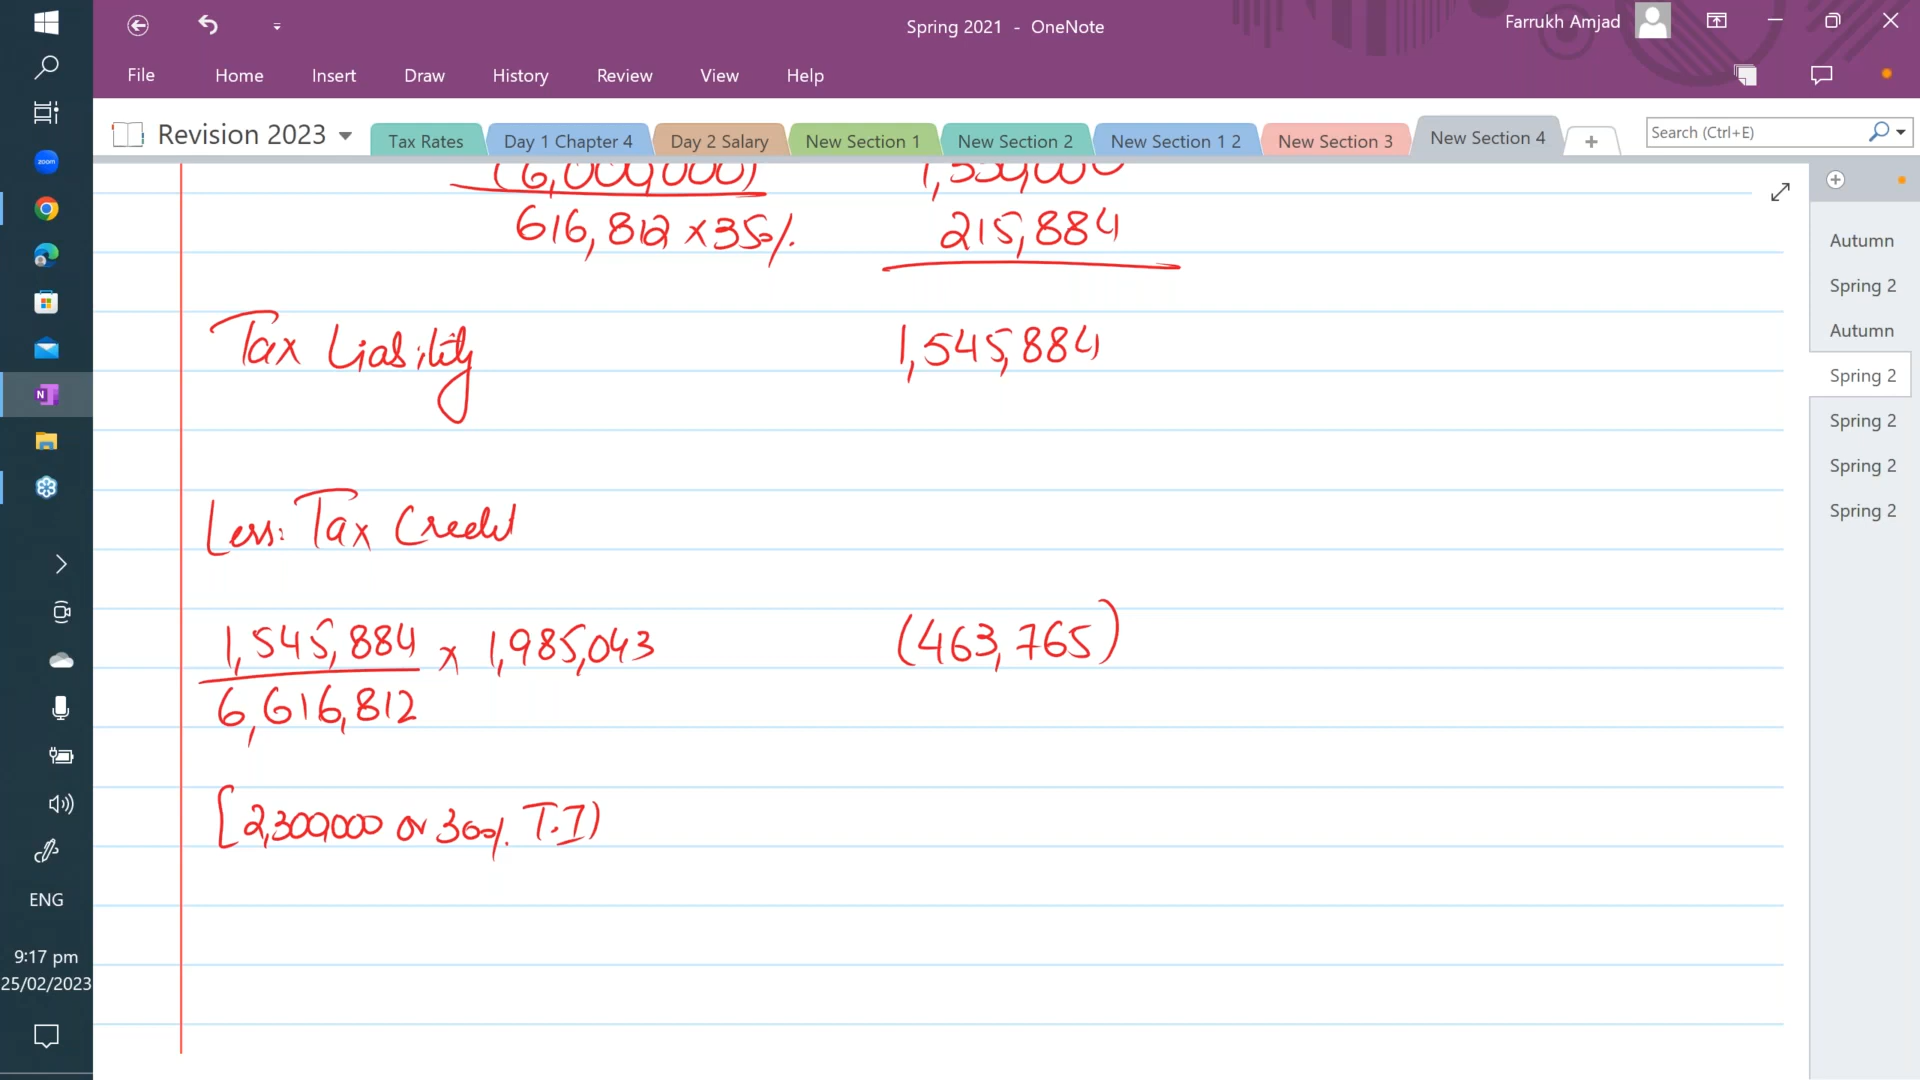 Spring 2021 - OneNote
Farrukh Amjad
File Home Insert Draw History Review View Help
Revision 2023
Tax Rates Day 1 Chapter 4 Day 2 Salary New Section 1 New Section 2 New Section 1 2 New Section 3 New Section 4
Search (Ctrl+E)
zoom
N
(6,000,000)
616,812 x 35% 215,884
Tax Liability 1,545,884
Less: Tax Credit
1,545,884 x 1,985,043 (463,765)
6,616,812
[2,300,000 or 30% T.I)
Autumn
Spring 2
Autumn
Spring 2
Spring 2
Spring 2
Spring 2
ENG
9:17 pm
25/02/2023